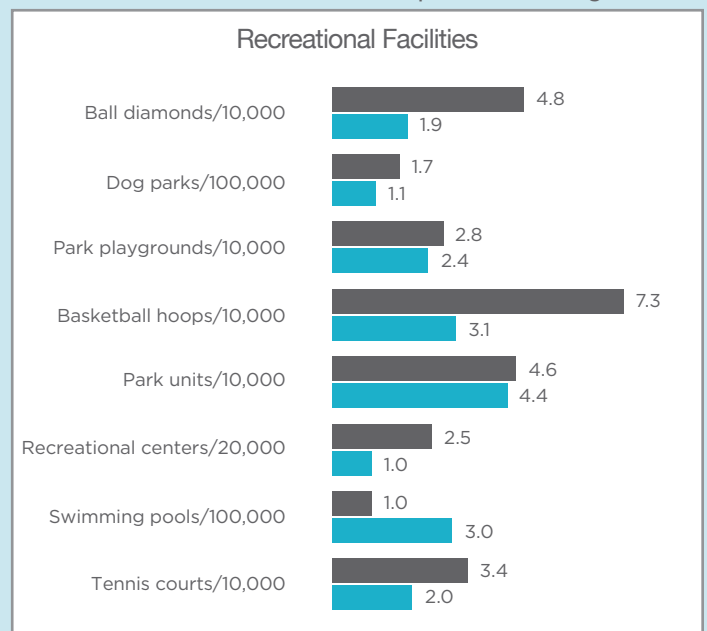 Recreational Facilities
Ball diamonds/10,000
4.8
1.9
Dog parks/100,000
1.7
1.1
Park playgrounds/10,000
2.8
2.4
Basketball hoops/10,000
7.3
3.1
Park units/10,000
4.6
4.4
Recreational centers/20,000
2.5
1.0
Swimming pools/100,000
1.0
3.0
Tennis courts/10,000
3.4
2.0